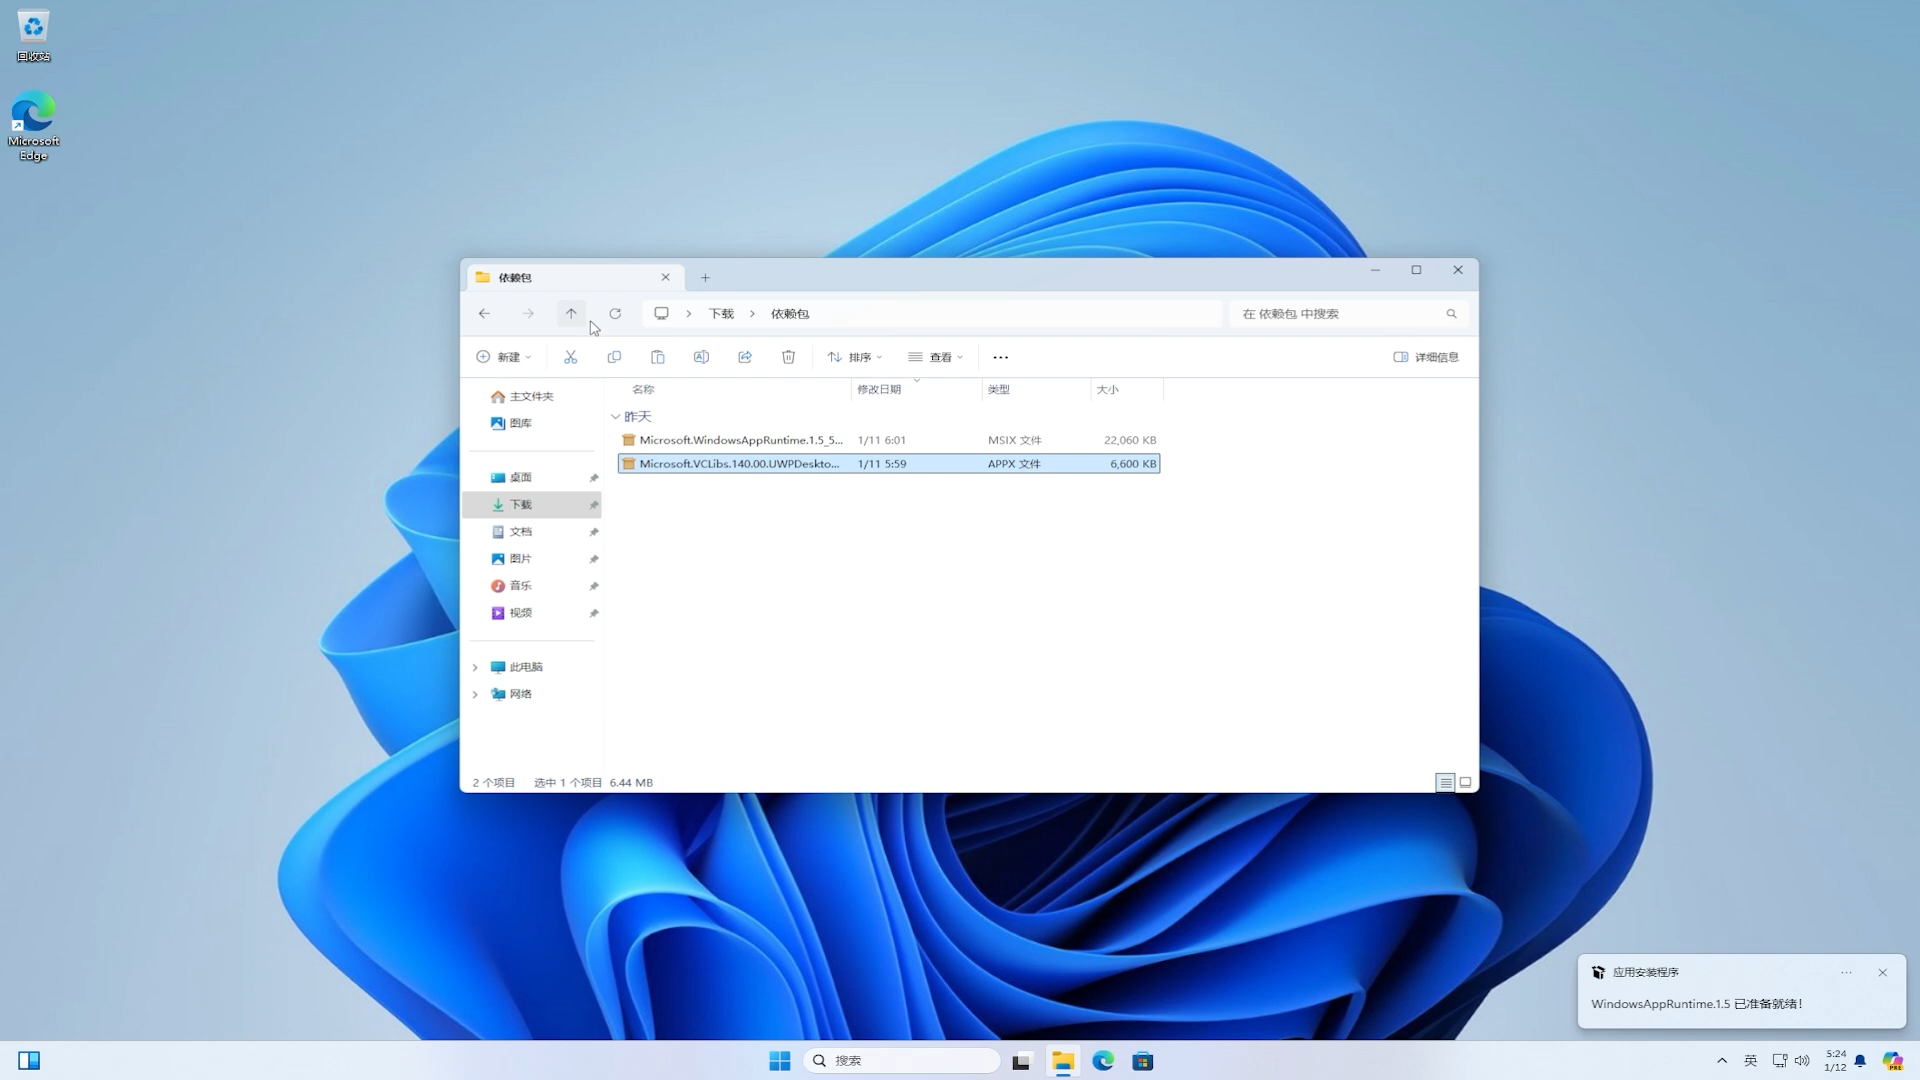 回收站
Microsoft
Edge
依赖包
下载
依赖包
在 依赖包 中搜索
新建
排序
查看
详细信息
主文件夹
图库
桌面
下载
文档
图片
音乐
视频
此电脑
网络
名称
修改日期
类型
大小
昨天
Microsoft.WindowsAppRuntime.1.5_5... 1/11 6:01 MSIX 文件 22,060 KB
Microsoft.VCLibs.140.00.UWPDeskto... 1/11 5:59 APPX 文件 6,600 KB
2 个项目 选中 1 个项目 6.44 MB
应用安装程序
WindowsAppRuntime.1.5 已准备就绪!
搜索
英
5:24
1/12
PRE